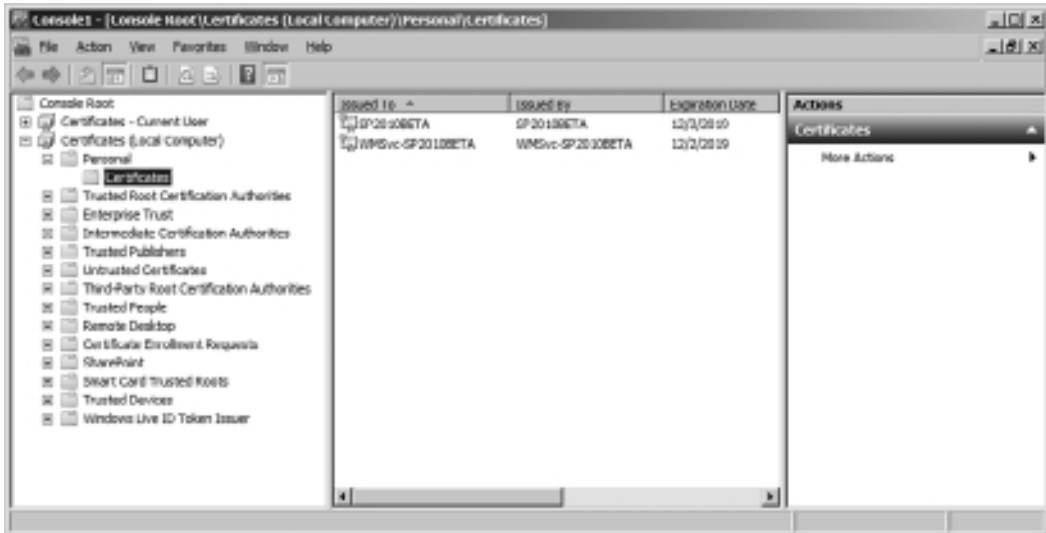 Console1 - [Console Root\Certificates (Local Computer)\Personal\Certificates]
File Action View Favorites Window Help
Console Root
Certificates - Current User
Certificates (Local Computer)
Personal
Certificates
Trusted Root Certification Authorities
Enterprise Trust
Intermediate Certification Authorities
Trusted Publishers
Untrusted Certificates
Third-Party Root Certification Authorities
Trusted People
Remote Desktop
Certificate Enrollment Requests
SharePoint
Smart Card Trusted Roots
Trusted Devices
Windows Live ID Token Issuer
Issued To Issued By Expiration Date
SP2010BETA SP2010BETA
WMSvc-SP2010BETA WMSvc-SP2010BETA 12/2/2019
Actions
Certificates
More Actions